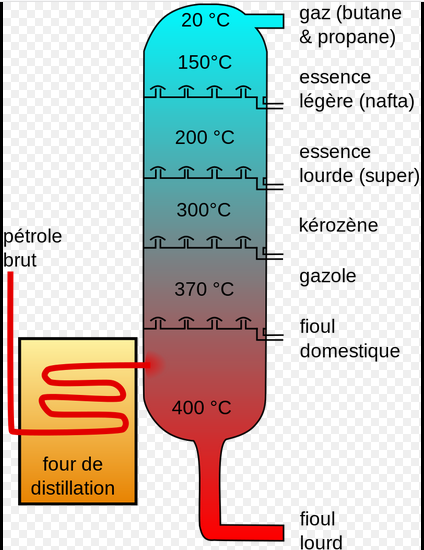 20 °C
gaz (butane
& propane)
150°C
essence
légère (nafta)
200 °C
essence
lourde (super)
300°C
kérozène
pétrole
brut
370 °C
gazole
fioul
domestique
400 °C
four de
distillation
fioul
lourd